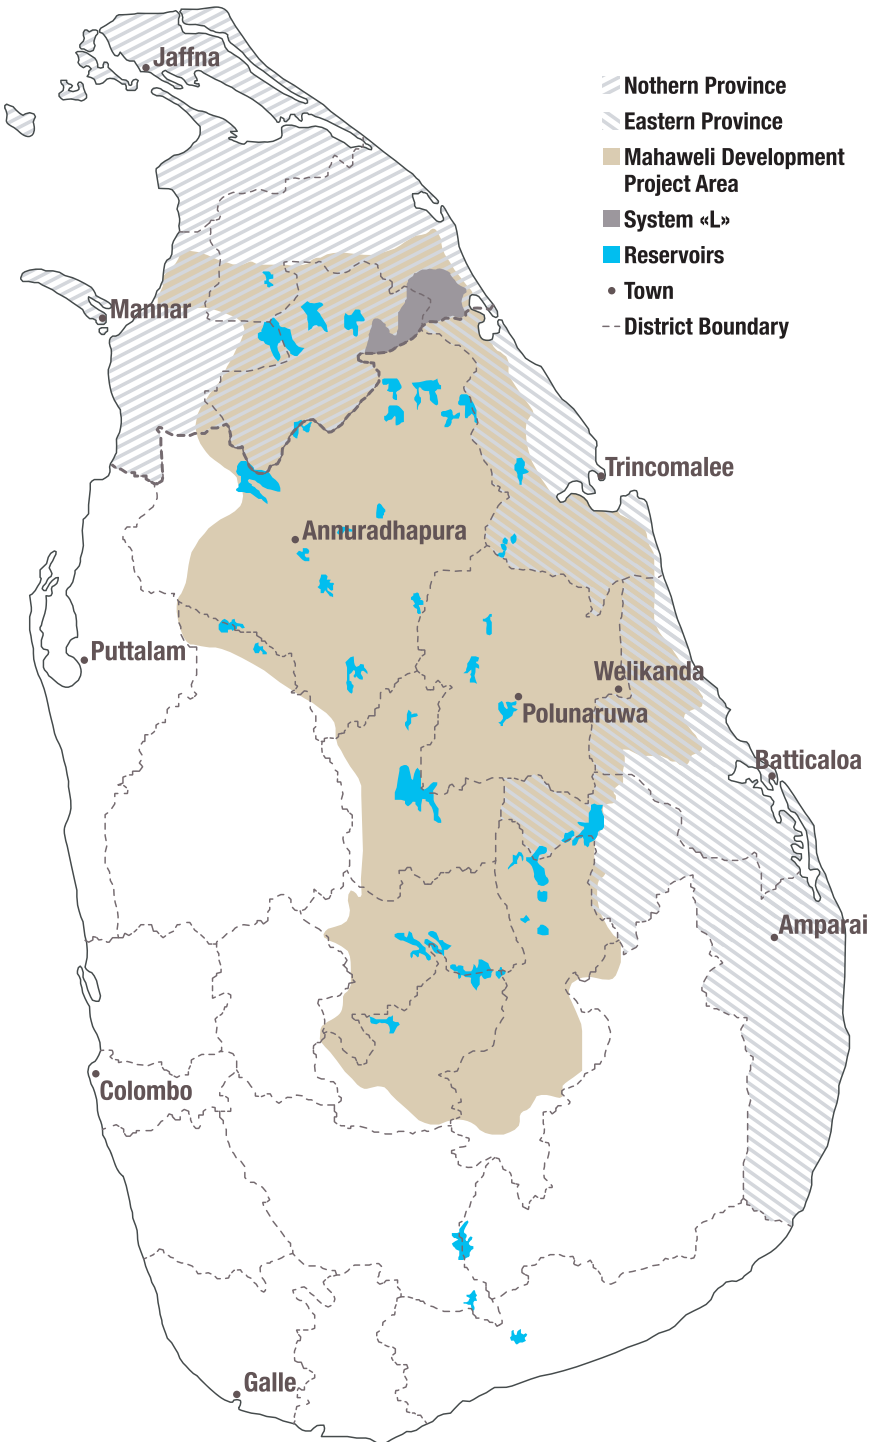 Jaffna
Nothern Province
Eastern Province
Mahaweli Development
Project Area
System «L»
Reservoirs
Town
District Boundary
Mannar
Trincomalee
Annuradhapura
Puttalam
Welikanda
Polunaruwa
Batticaloa
Amparai
Colombo
Galle